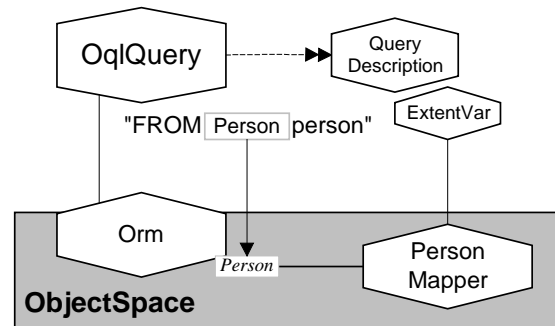 OqlQuery
Query
Description
ExtentVar
"FROM Person person"
Orm
Person
Person
Mapper
ObjectSpace